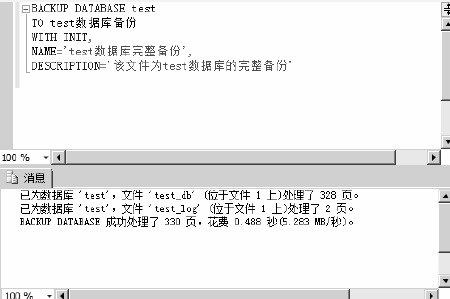 BACKUP DATABASE test
TO test数据库备份
WITH INIT,
NAME='test数据库完整备份',
DESCRIPTION='该文件为test数据库的完整备份'
100 %
消息
已为数据库 'test'，文件 'test_db' (位于文件 1 上)处理了 328 页。
已为数据库 'test'，文件 'test_log' (位于文件 1 上)处理了 2 页。
BACKUP DATABASE 成功处理了 330 页，花费 0.488 秒(5.283 MB/秒)。
100 %